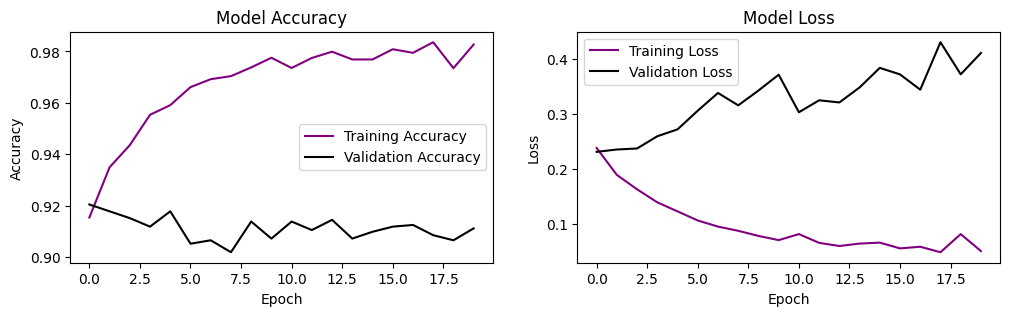 Model Accuracy
Accuracy
0.98
0.96
0.94
0.92
0.90
Training Accuracy
Validation Accuracy
0.0 2.5 5.0 7.5 10.0 12.5 15.0 17.5
Epoch
Model Loss
Loss
0.4
0.3
0.2
0.1
Training Loss
Validation Loss
0.0 2.5 5.0 7.5 10.0 12.5 15.0 17.5
Epoch